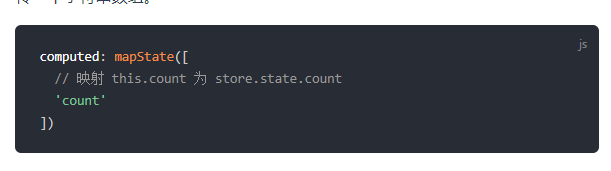 js
computed: mapState([
// 映射 this.count 为 store.state.count
'count'
])